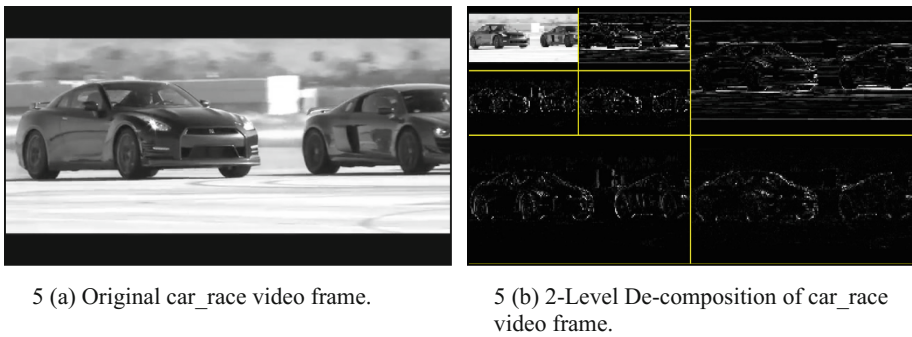 5 (a) Original car_race video frame.
5 (b) 2-Level De-composition of car_race
video frame.